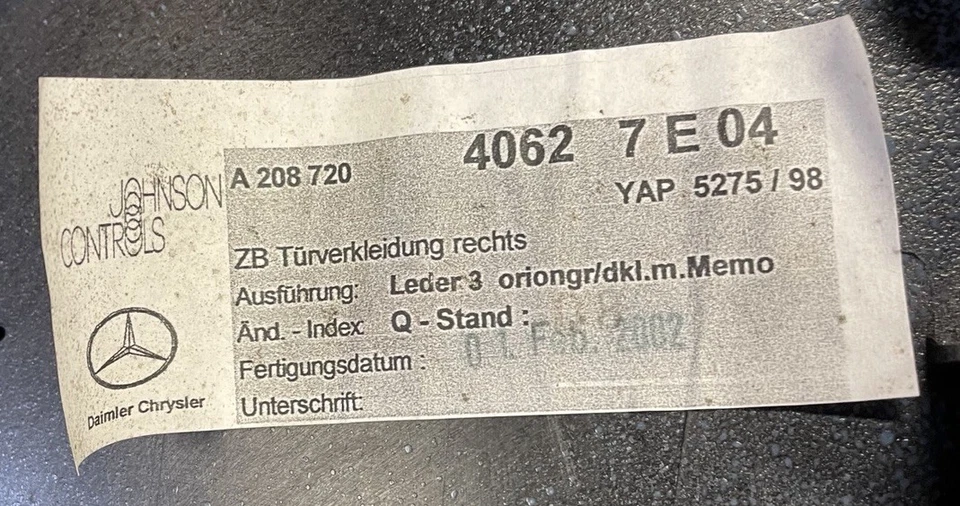 JOHNSON
CONTROLS
Daimler Chrysler
A 208 720 4062 7 E 04
YAP 5275 / 98
ZB Türverkleidung rechts
Ausführung: Leder 3 oriongr/dkl.m.Memo
Änd. - Index Q - Stand :
Fertigungsdatum : 01. Feb. 2002
Unterschrift: